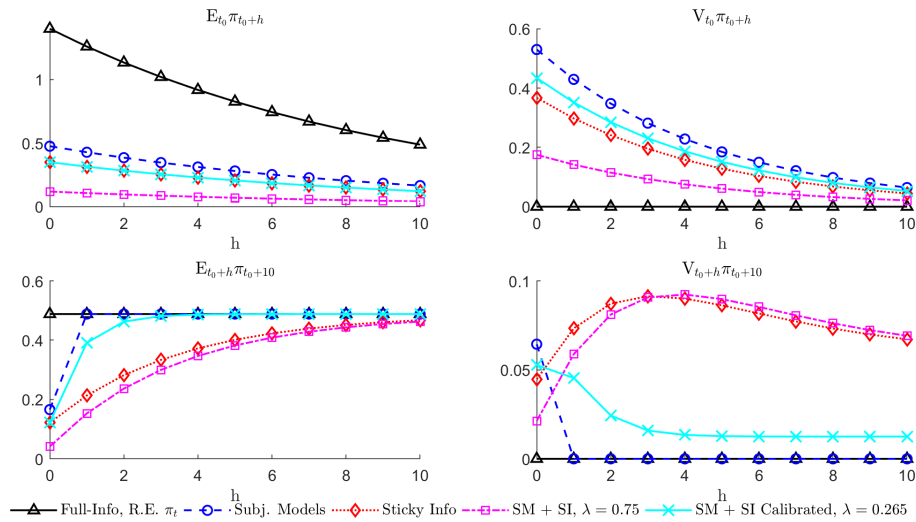 E_{t_0} π_{t_0+h}
V_{t_0} π_{t_0+h}
1
0.5
0
0 2 4 6 8 10
h
0.6
0.4
0.2
0
0 2 4 6 8 10
h
E_{t_0+h} π_{t_0+10}
V_{t_0+h} π_{t_0+10}
0.6
0.4
0.2
0
0 2 4 6 8 10
h
0.1
0.05
0
0 2 4 6 8 10
h
Full-Info, R.E. π_t Subj. Models Sticky Info SM + SI, λ = 0.75 SM + SI Calibrated, λ = 0.265